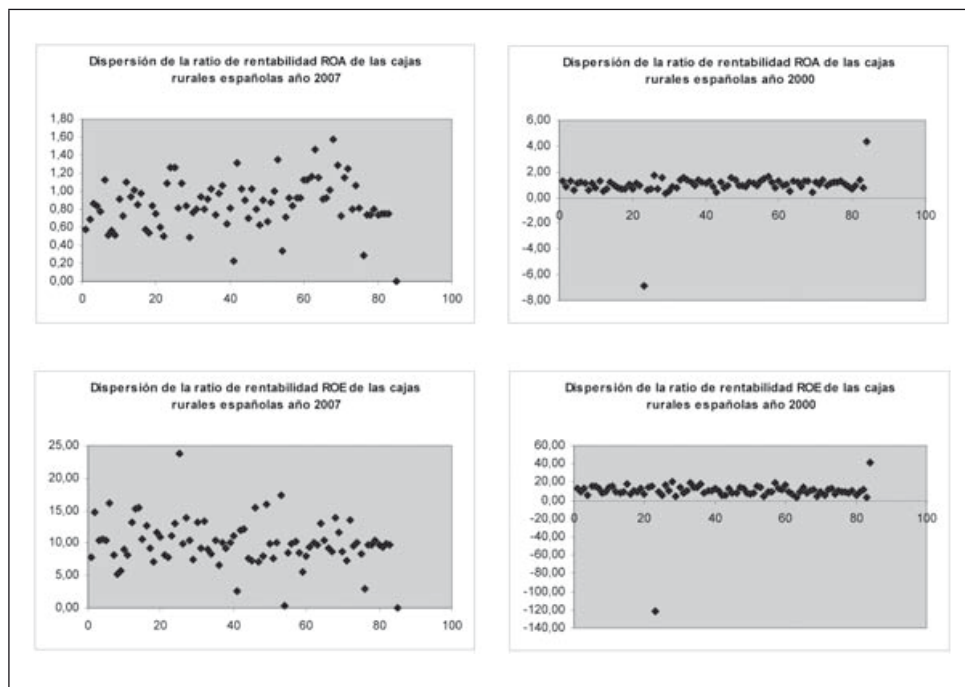 Dispersión de la ratio de rentabilidad ROA de las cajas
rurales españolas año 2007
1,80
1,60
1,40
1,20
1,00
0,80
0,60
0,40
0,20
0,00
0 20 40 60 80 100
Dispersión de la ratio de rentabilidad ROA de las cajas
rurales españolas año 2000
6,00
4,00
2,00
0,00
-2,00
-4,00
-6,00
-8,00
0 20 40 60 80 100
Dispersión de la ratio de rentabilidad ROE de las cajas
rurales españolas año 2007
25,00
20,00
15,00
10,00
5,00
0,00
0 20 40 60 80 100
Dispersión de la ratio de rentabilidad ROE de las cajas
rurales españolas año 2000
60,00
40,00
20,00
0,00
-20,00
-40,00
-60,00
-80,00
-100,00
-120,00
-140,00
0 20 40 60 80 100